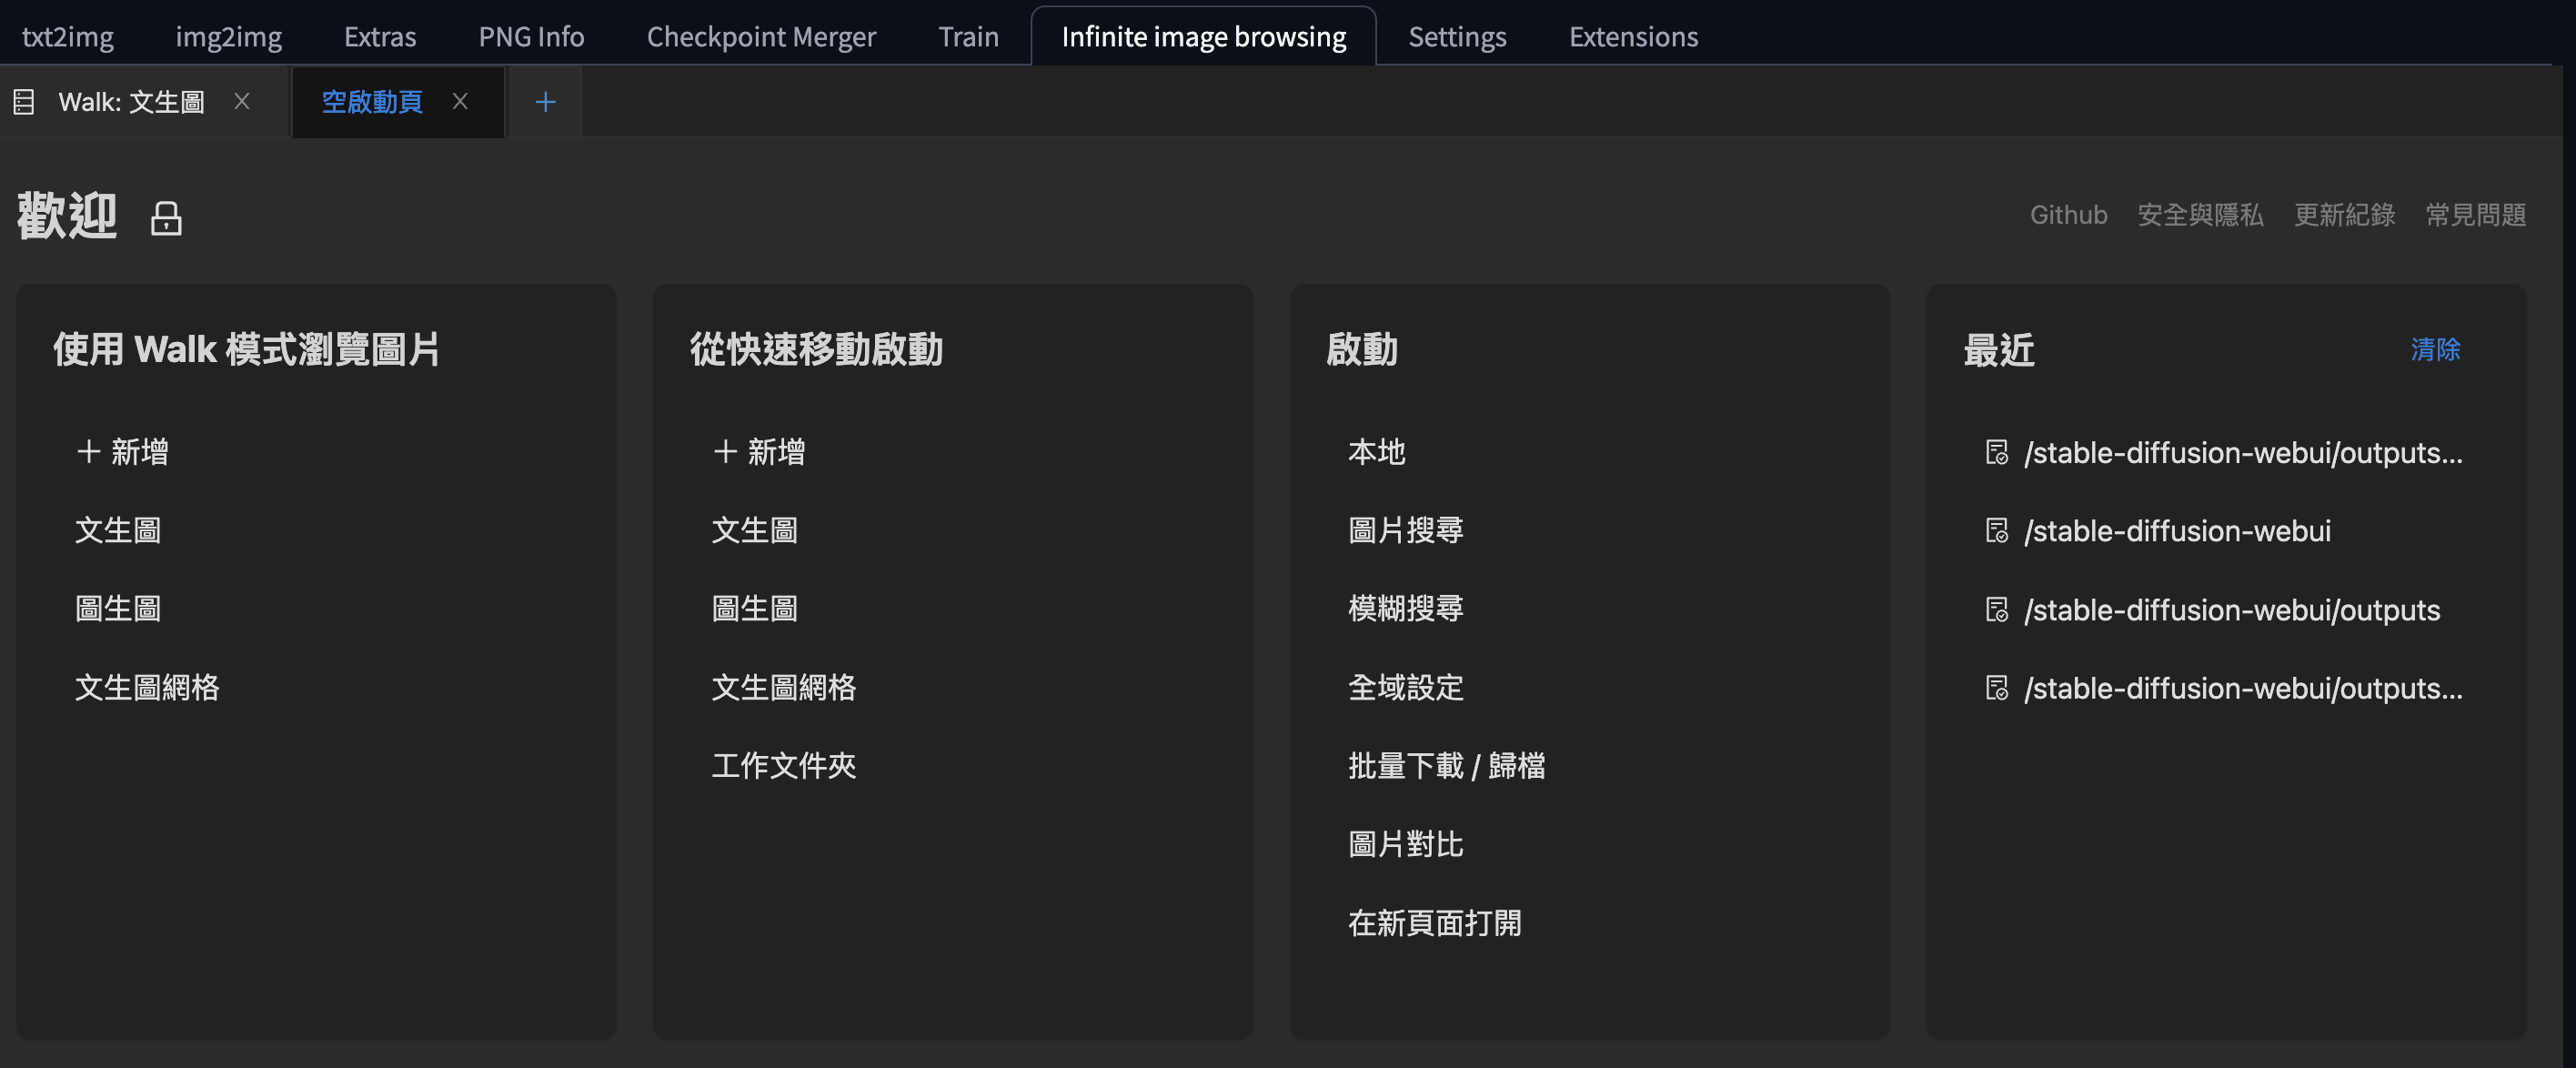 txt2img img2img Extras PNG Info Checkpoint Merger Train Infinite image browsing Settings Extensions
Walk: 文生圖 空啟動頁
歡迎
Github 安全與隱私 更新紀錄 常見問題
使用 Walk 模式瀏覽圖片
+ 新增
文生圖
圖生圖
文生圖網格
從快速移動啟動
+ 新增
文生圖
圖生圖
文生圖網格
工作文件夾
啟動
本地
圖片搜尋
模糊搜尋
全域設定
批量下載 / 歸檔
圖片對比
在新頁面打開
最近 清除
/stable-diffusion-webui/outputs...
/stable-diffusion-webui
/stable-diffusion-webui/outputs
/stable-diffusion-webui/outputs...